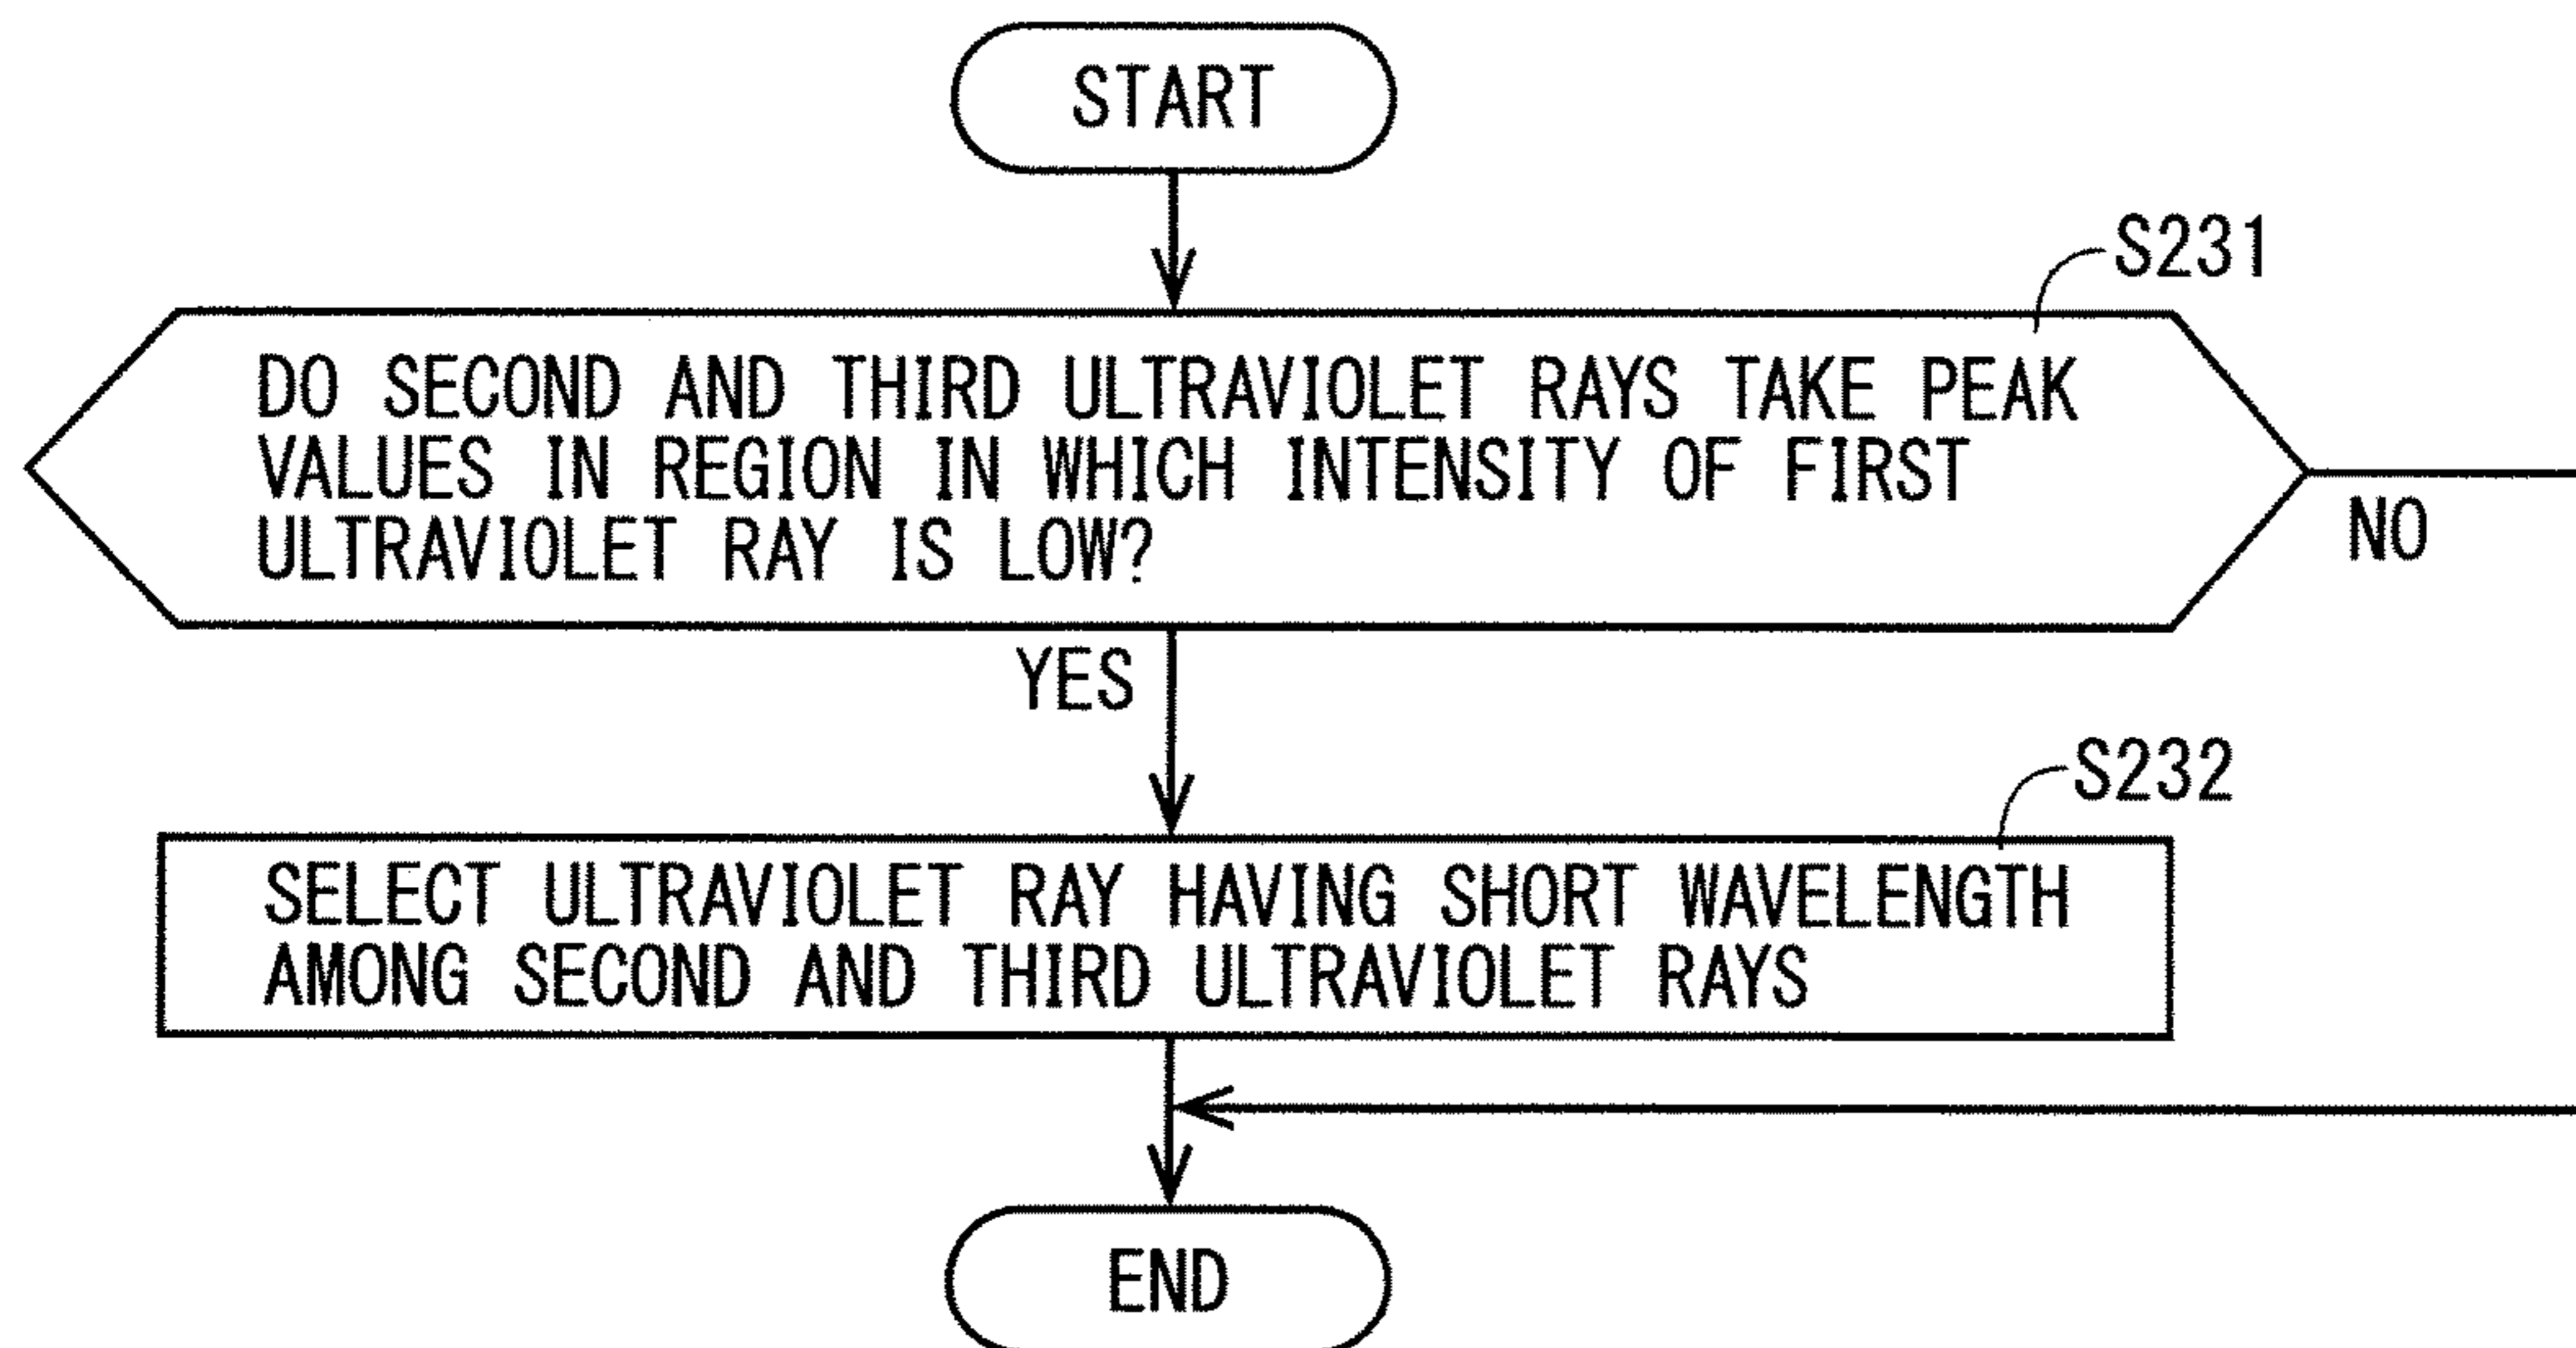 START
S231
DO SECOND AND THIRD ULTRAVIOLET RAYS TAKE PEAK
VALUES IN REGION IN WHICH INTENSITY OF FIRST
ULTRAVIOLET RAY IS LOW?
NO
YES
S232
SELECT ULTRAVIOLET RAY HAVING SHORT WAVELENGTH
AMONG SECOND AND THIRD ULTRAVIOLET RAYS
END